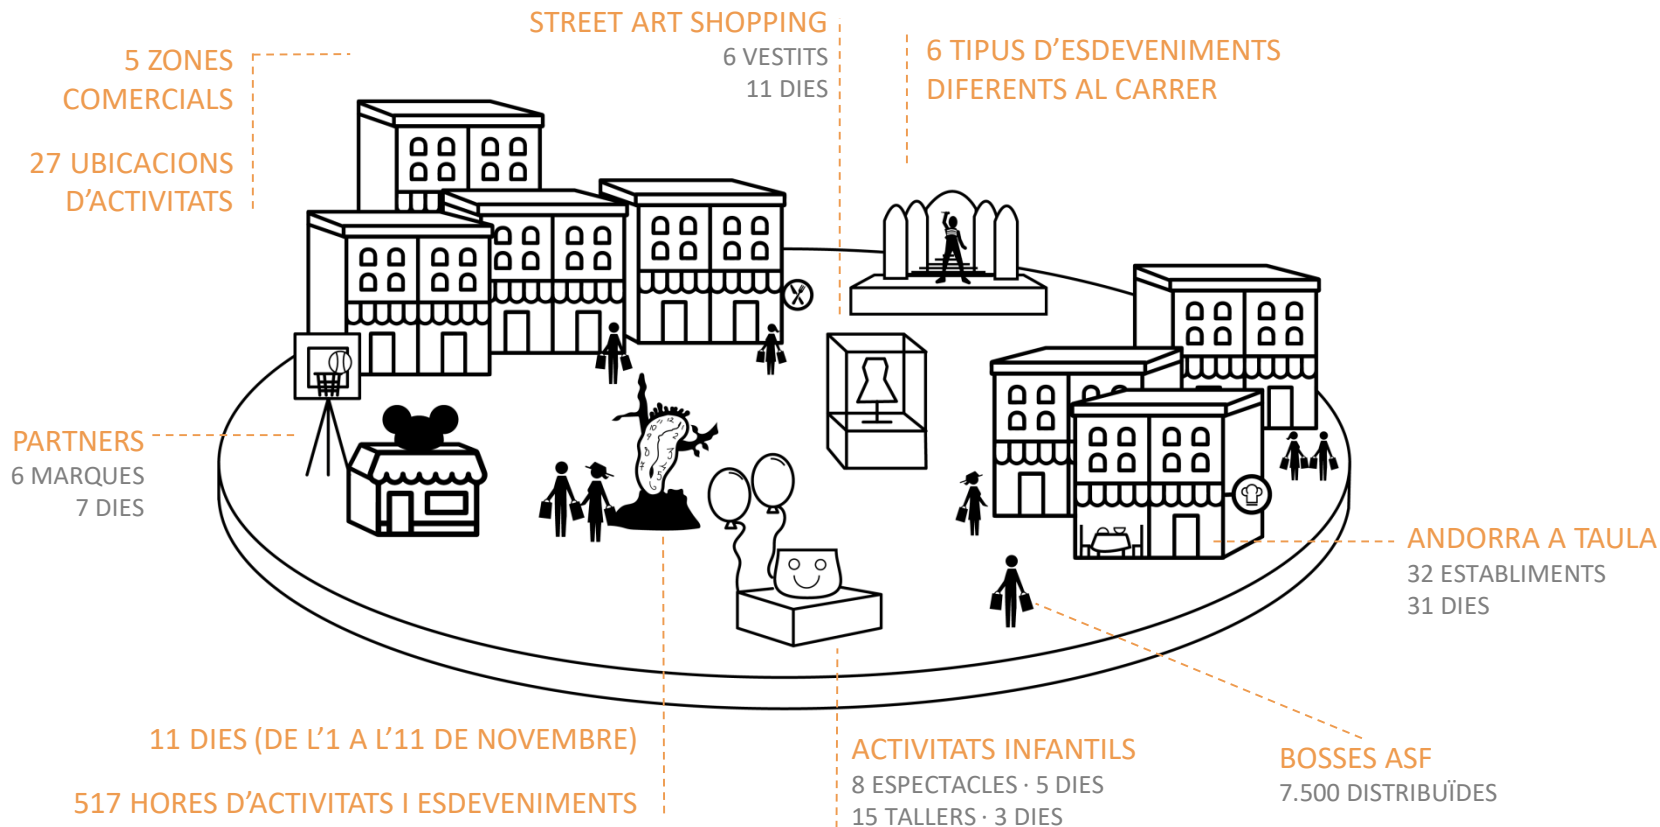 STREET ART SHOPPING
6 VESTITS
11 DIES
6 TIPUS D’ESDEVENIMENTS
DIFERENTS AL CARRER
5 ZONES
COMERCIALS
27 UBICACIONS
D’ACTIVITATS
PARTNERS
6 MARQUES
7 DIES
ANDORRA A TAULA
32 ESTABLIMENTS
31 DIES
11 DIES (DE L’1 A L’11 DE NOVEMBRE)
517 HORES D’ACTIVITATS I ESDEVENIMENTS
ACTIVITATS INFANTILS
8 ESPECTACLES · 5 DIES
15 TALLERS · 3 DIES
BOSSES ASF
7.500 DISTRIBUÏDES